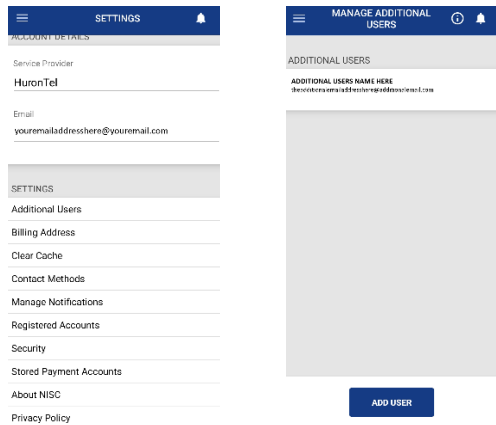 SETTINGS
ACCOUNT DETAILS
Service Provider
HuronTel
Email
youremailaddresshere@youremail.com
SETTINGS
Additional Users
Billing Address
Clear Cache
Contact Methods
Manage Notifications
Registered Accounts
Security
Stored Payment Accounts
About NISC
Privacy Policy
MANAGE ADDITIONAL
USERS
ADDITIONAL USERS
ADDITIONAL USERS NAME HERE
ADD USER